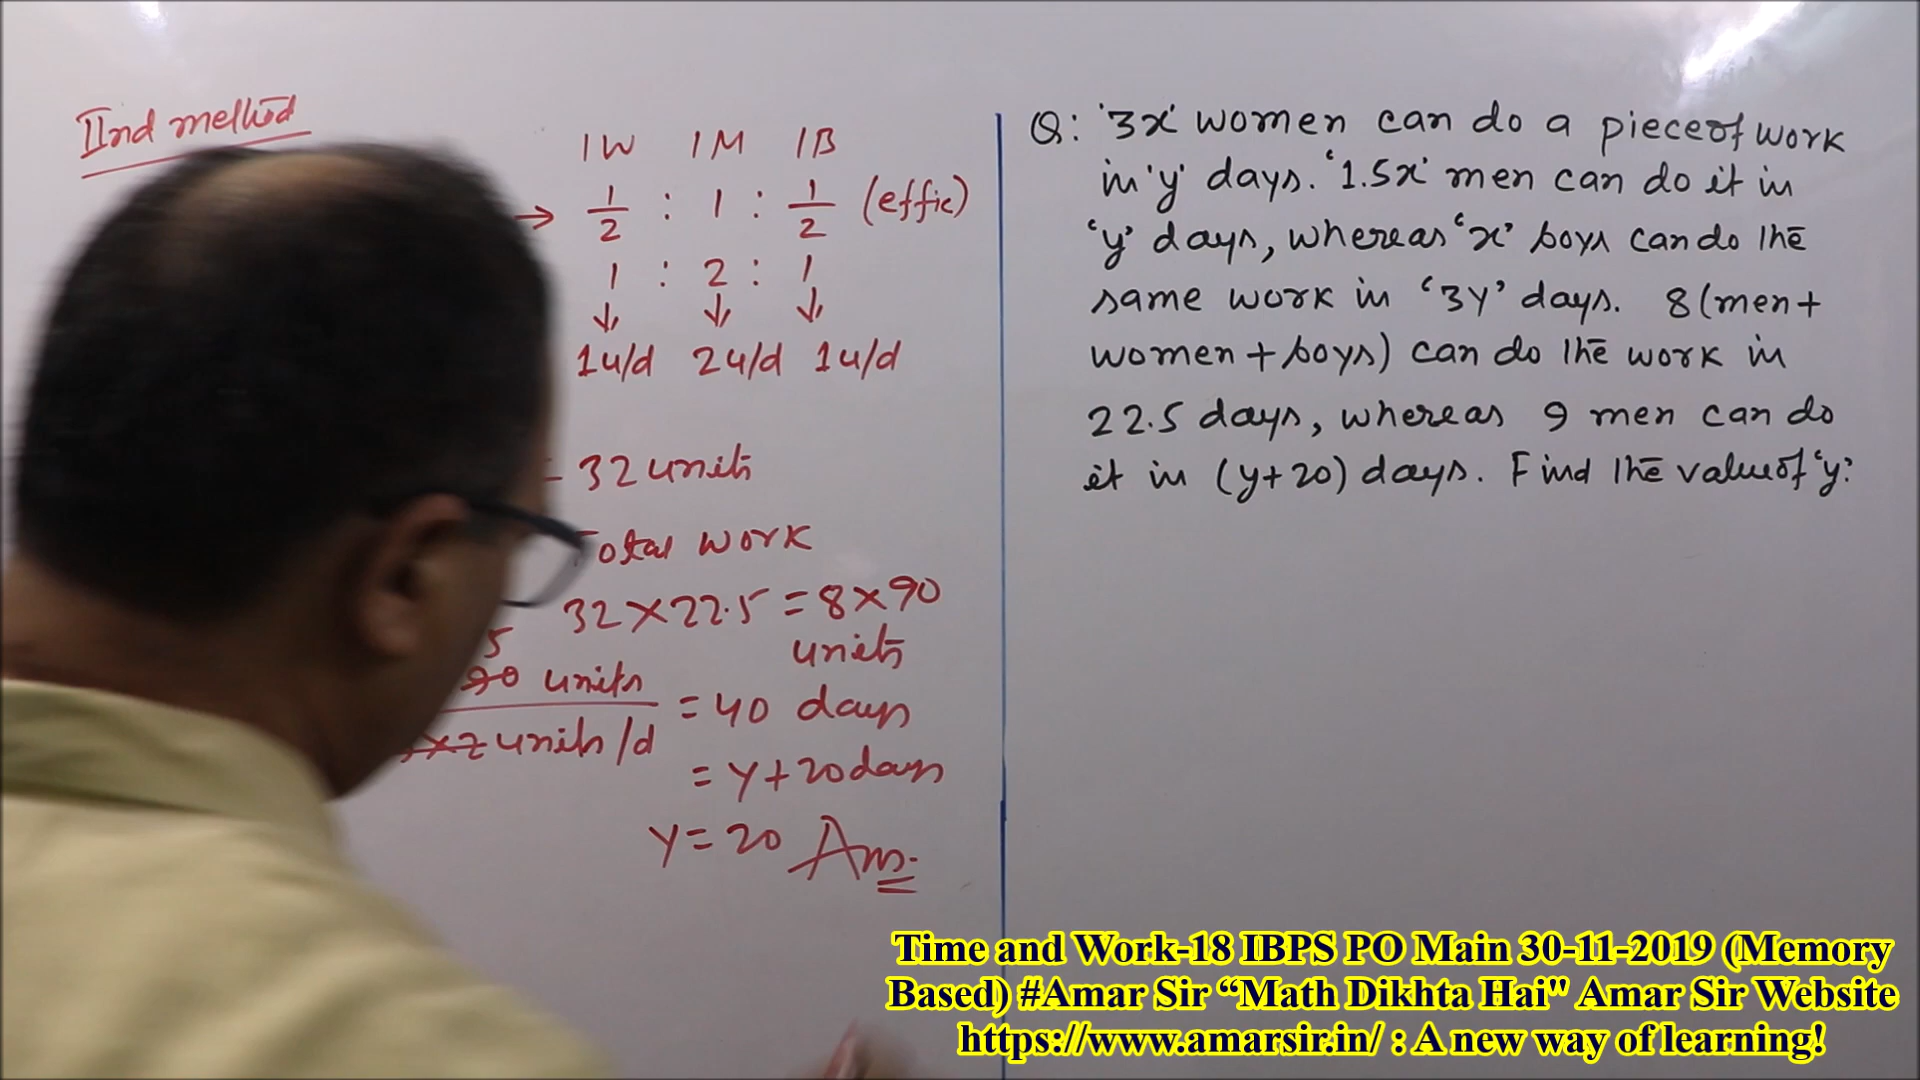 IInd method
1W 1M 1B
→ 1/2 : 1 : 1/2 (effic)
1 : 2 : 1
↓ ↓ ↓
1u/d 2u/d 1u/d
32 units
Total work
32×22.5 = 8×90
units
5
90 units
= 40 days
×2 units/d
= y+20 days
y=20 Ans.
Q: '3x' women can do a piece of work
in 'y' days. '1.5x' men can do it in
'y' days, whereas 'x' boys can do the
same work in '3y' days. 8(men+
women+boys) can do the work in
22.5 days, whereas 9 men can do
it in (y+20) days. Find the value of 'y'.
Time and Work-18 IBPS PO Main 30-11-2019 (Memory
Based) #Amar Sir “Math Dikhta Hai" Amar Sir Website
https://www.amarsir.in/ : A new way of learning!